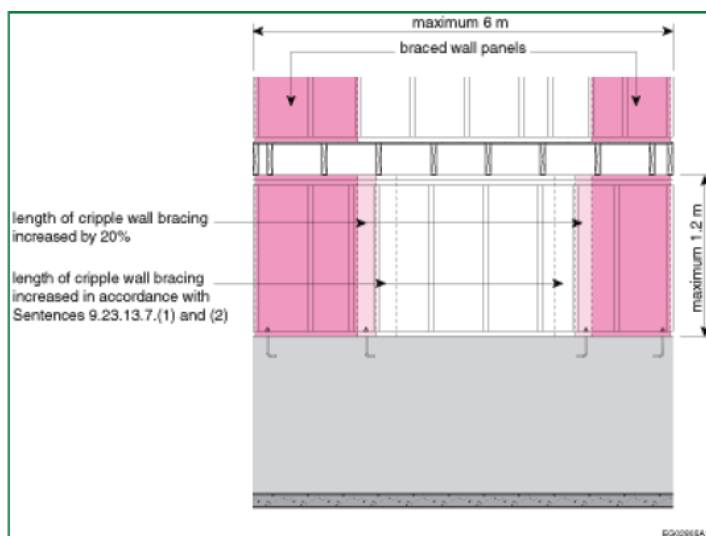 maximum 6 m
braced wall panels
length of cripple wall bracing
increased by 20%
length of cripple wall bracing
increased in accordance with
Sentences 9.23.13.7.(1) and (2)
maximum 1.2 m